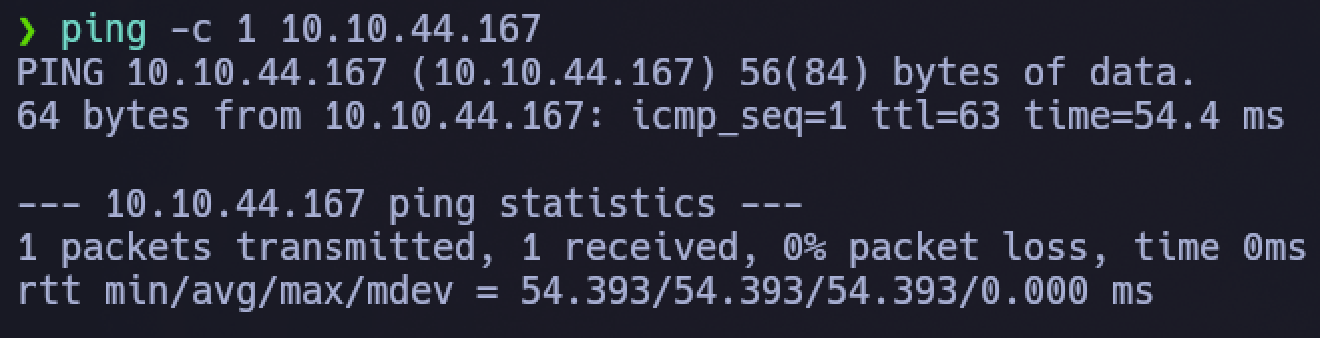 ❯ ping -c 1 10.10.44.167
PING 10.10.44.167 (10.10.44.167) 56(84) bytes of data.
64 bytes from 10.10.44.167: icmp_seq=1 ttl=63 time=54.4 ms
--- 10.10.44.167 ping statistics ---
1 packets transmitted, 1 received, 0% packet loss, time 0ms
rtt min/avg/max/mdev = 54.393/54.393/54.393/0.000 ms